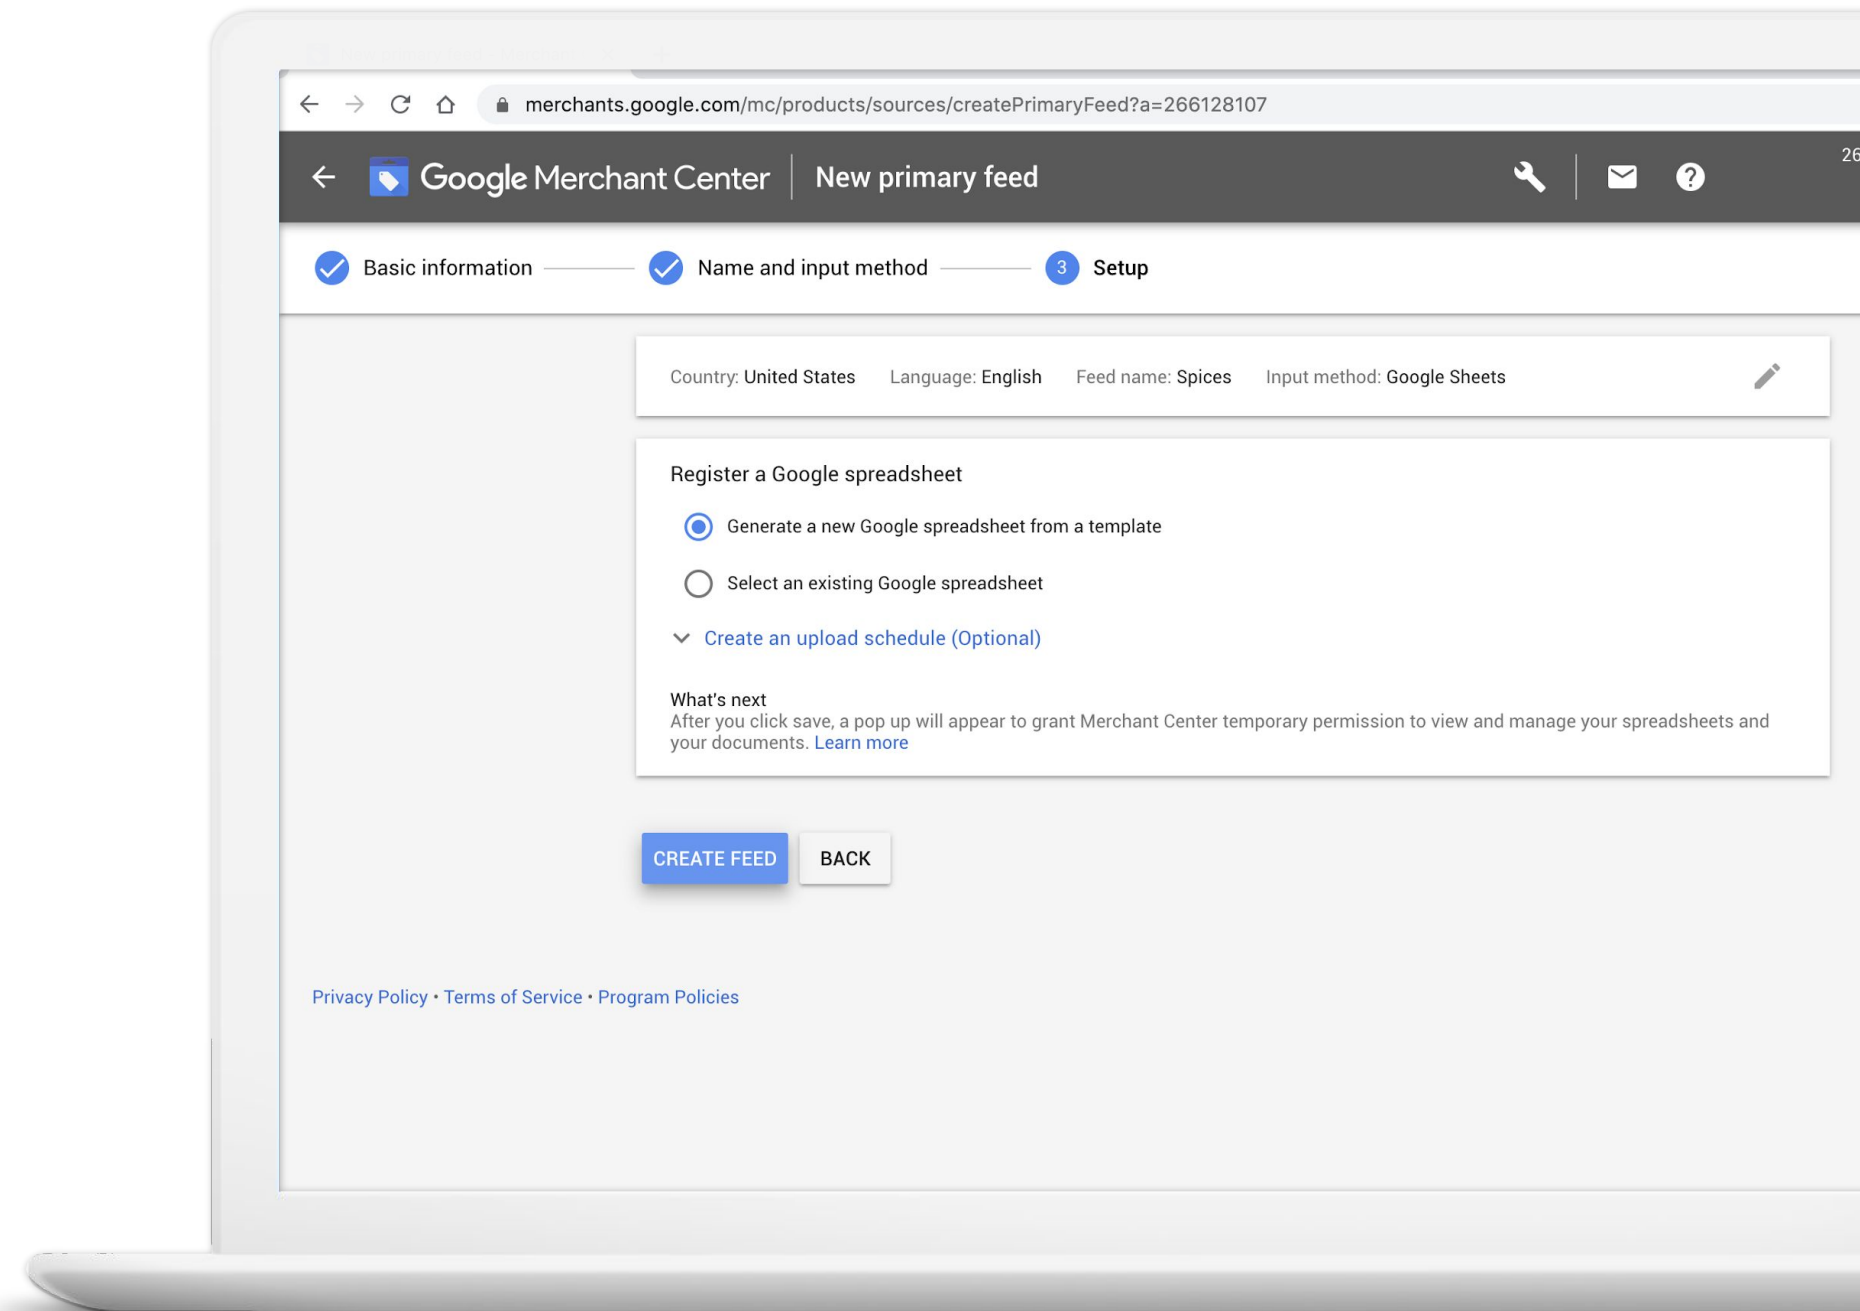 merchants.google.com/mc/products/sources/createPrimaryFeed?a=266128107
Google Merchant Center New primary feed
26
Basic information Name and input method 3 Setup
Country: United States Language: English Feed name: Spices Input method: Google Sheets
Register a Google spreadsheet
Generate a new Google spreadsheet from a template
Select an existing Google spreadsheet
Create an upload schedule (Optional)
What's next
After you click save, a pop up will appear to grant Merchant Center temporary permission to view and manage your spreadsheets and
your documents. Learn more
CREATE FEED BACK
Privacy Policy • Terms of Service • Program Policies